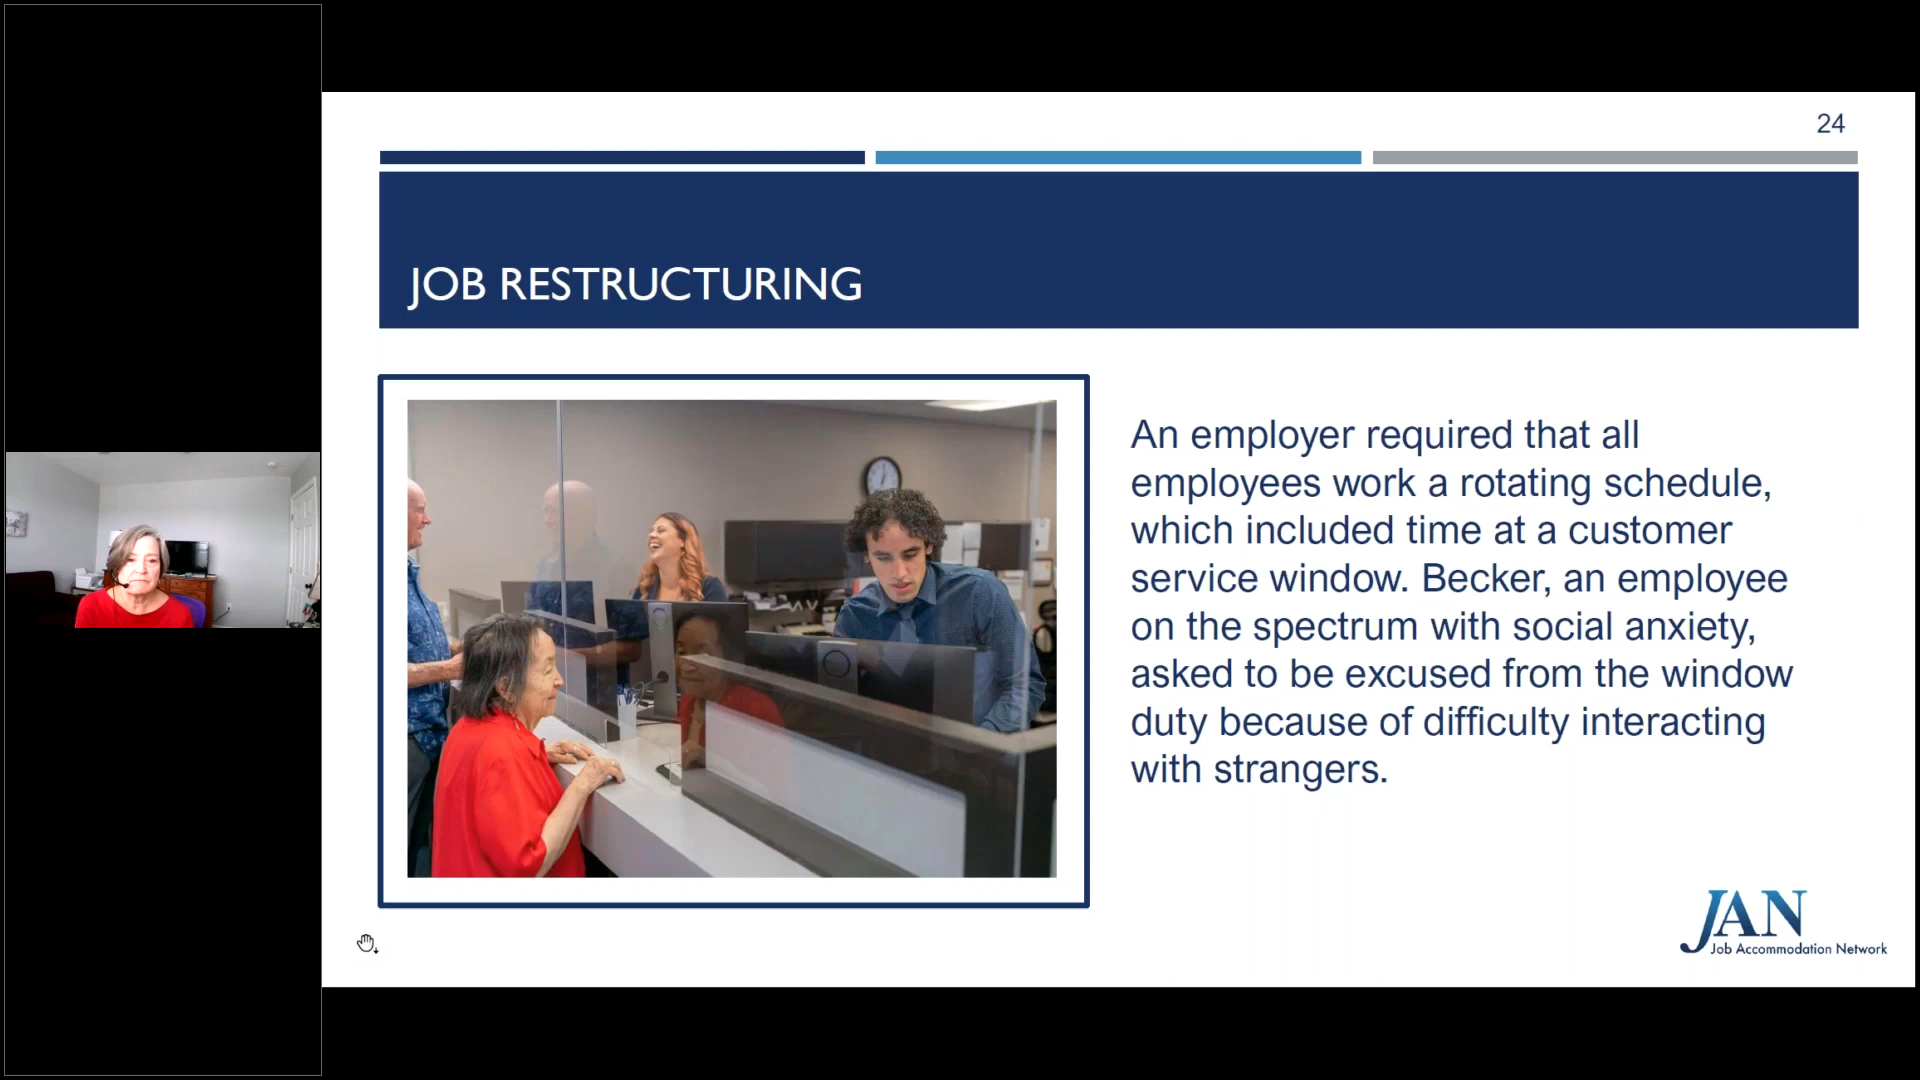 24
JOB RESTRUCTURING
An employer required that all
employees work a rotating schedule,
which included time at a customer
service window. Becker, an employee
on the spectrum with social anxiety,
asked to be excused from the window
duty because of difficulty interacting
with strangers.
JAN
Job Accommodation Network